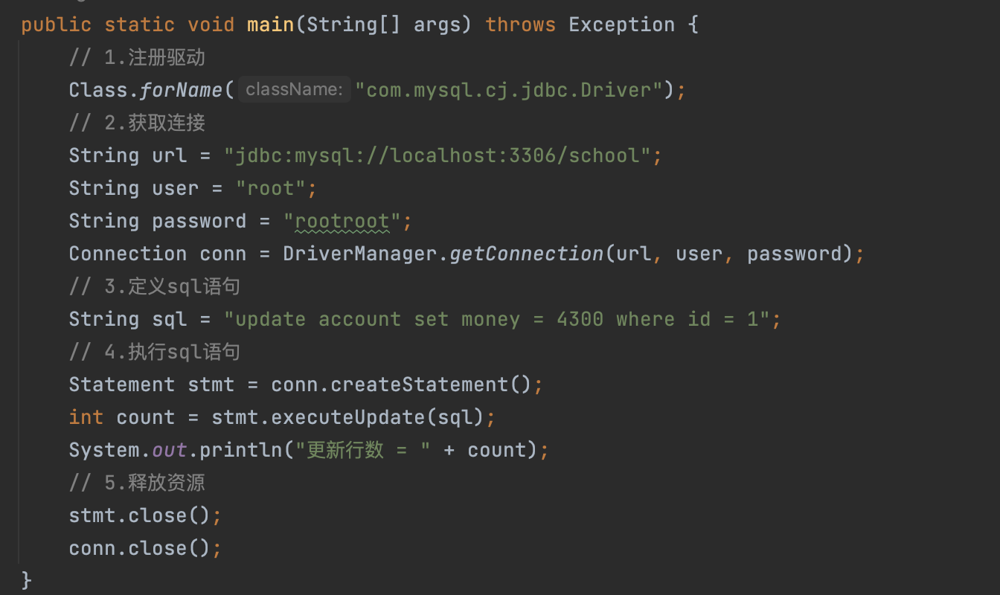 public static void main(String[] args) throws Exception {
// 1.注册驱动
Class.forName( className: "com.mysql.cj.jdbc.Driver");
// 2.获取连接
String url = "jdbc:mysql://localhost:3306/school";
String user = "root";
String password = "rootroot";
Connection conn = DriverManager.getConnection(url, user, password);
// 3.定义sql语句
String sql = "update account set money = 4300 where id = 1";
// 4.执行sql语句
Statement stmt = conn.createStatement();
int count = stmt.executeUpdate(sql);
System.out.println("更新行数 = " + count);
// 5.释放资源
stmt.close();
conn.close();
}